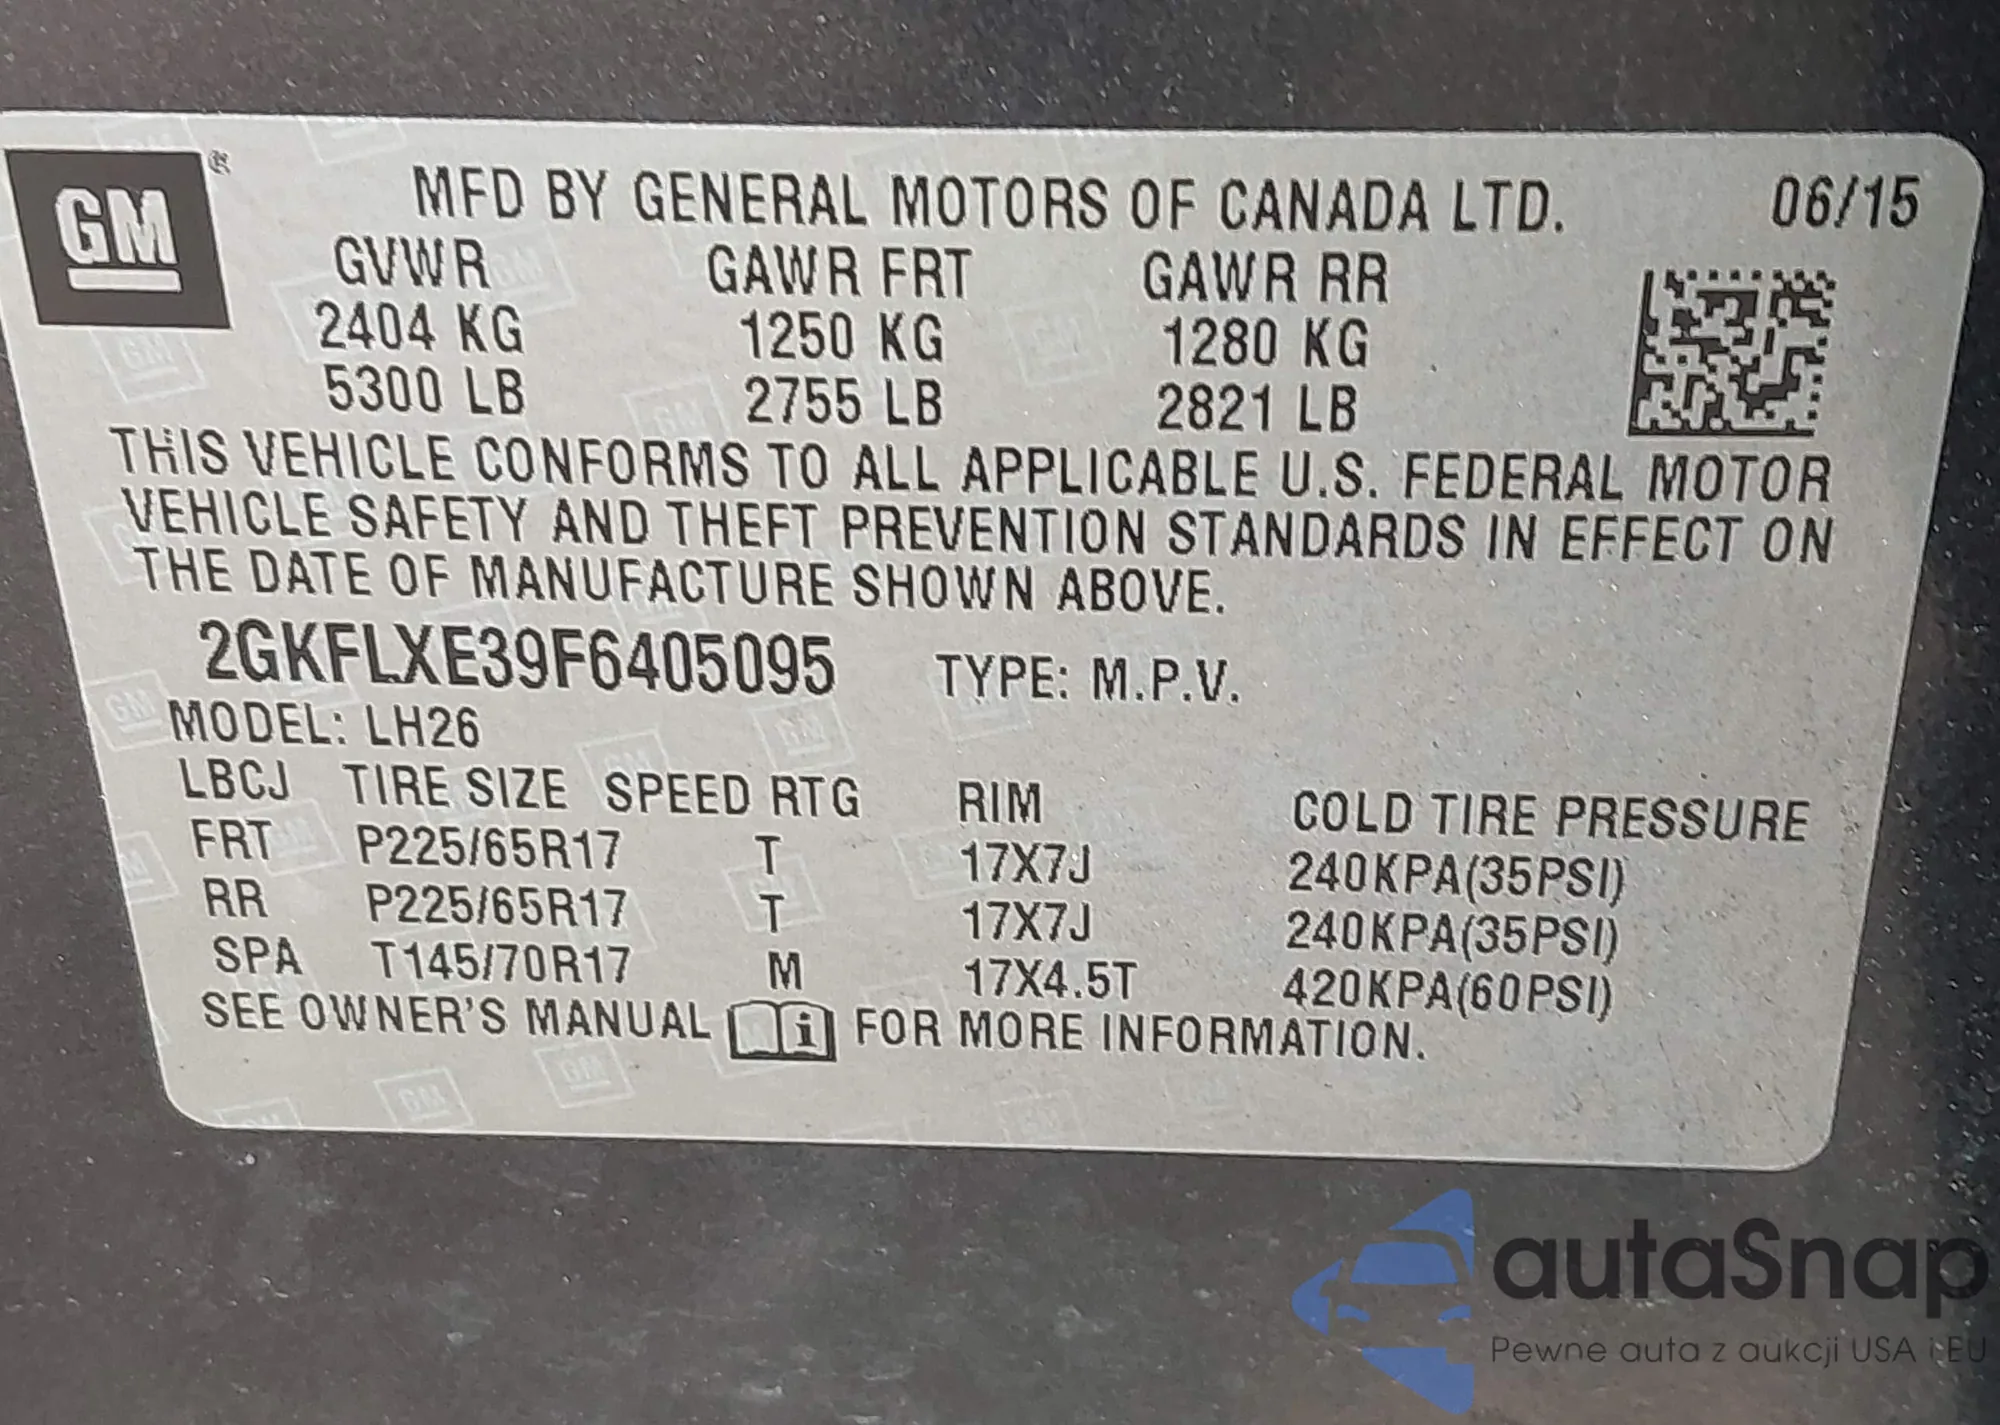 GM®
MFD BY GENERAL MOTORS OF CANADA LTD. 06/15
GVWR GAWR FRT GAWR RR
2404 KG 1250 KG 1280 KG
5300 LB 2755 LB 2821 LB
THIS VEHICLE CONFORMS TO ALL APPLICABLE U.S. FEDERAL MOTOR
VEHICLE SAFETY AND THEFT PREVENTION STANDARDS IN EFFECT ON
THE DATE OF MANUFACTURE SHOWN ABOVE.
2GKFLXE39F6405095 TYPE: M.P.V.
MODEL: LH26
LBCJ TIRE SIZE SPEED RTG RIM COLD TIRE PRESSURE
FRT P225/65R17 T 17X7J 240KPA(35PSI)
RR P225/65R17 T 17X7J 240KPA(35PSI)
SPA T145/70R17 M 17X4.5T 420KPA(60PSI)
SEE OWNER'S MANUAL i FOR MORE INFORMATION.
autaSnap
Pewne auta z aukcji USA i EU